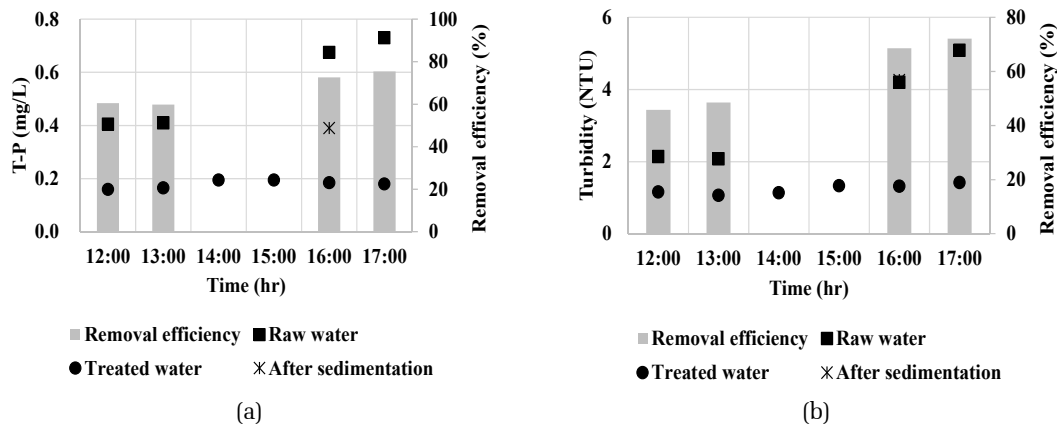 0.8
0.6
0.4
0.2
0.0
T-P (mg/L)
100
80
60
40
20
0
Removal efficiency (%)
12:00 13:00 14:00 15:00 16:00 17:00
Time (hr)
Removal efficiency
Raw water
Treated water
After sedimentation
(a)
6
4
2
0
Turbidity (NTU)
80
60
40
20
0
Removal efficiency (%)
12:00 13:00 14:00 15:00 16:00 17:00
Time (hr)
Removal efficiency
Raw water
Treated water
After sedimentation
(b)